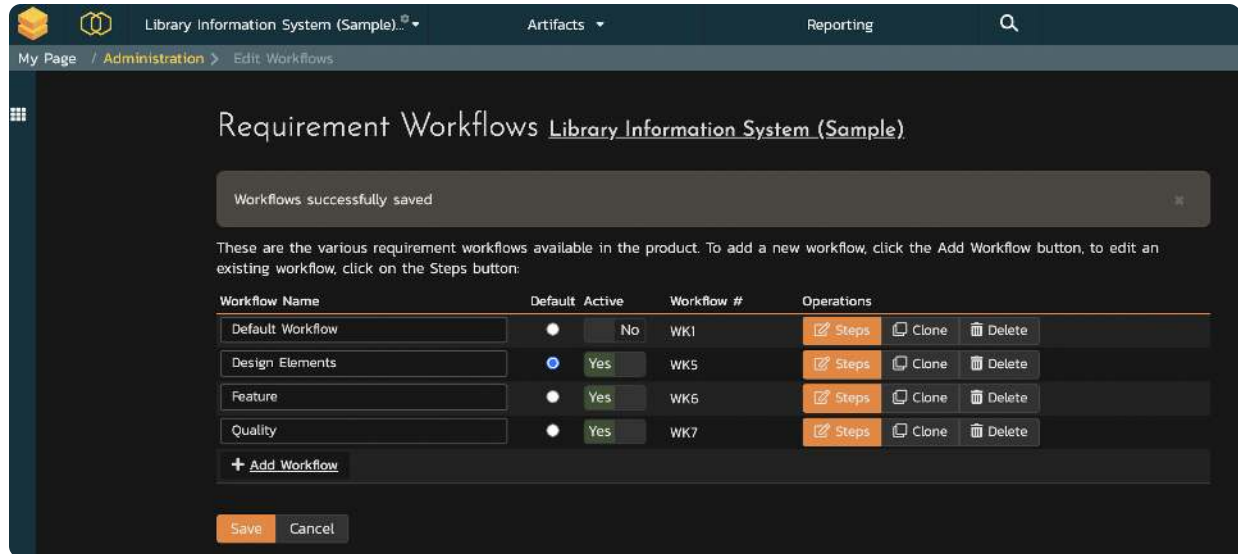 Library Information System (Sample)... Artifacts Reporting
My Page / Administration > Edit Workflows
Requirement Workflows Library Information System (Sample)
Workflows successfully saved
These are the various requirement workflows available in the product. To add a new workflow, click the Add Workflow button, to edit an
existing workflow, click on the Steps button:
Workflow Name Default Active Workflow # Operations
Default Workflow No WK1 Steps Clone Delete
Design Elements Yes WK5 Steps Clone Delete
Feature Yes WK6 Steps Clone Delete
Quality Yes WK7 Steps Clone Delete
+ Add Workflow
Save Cancel